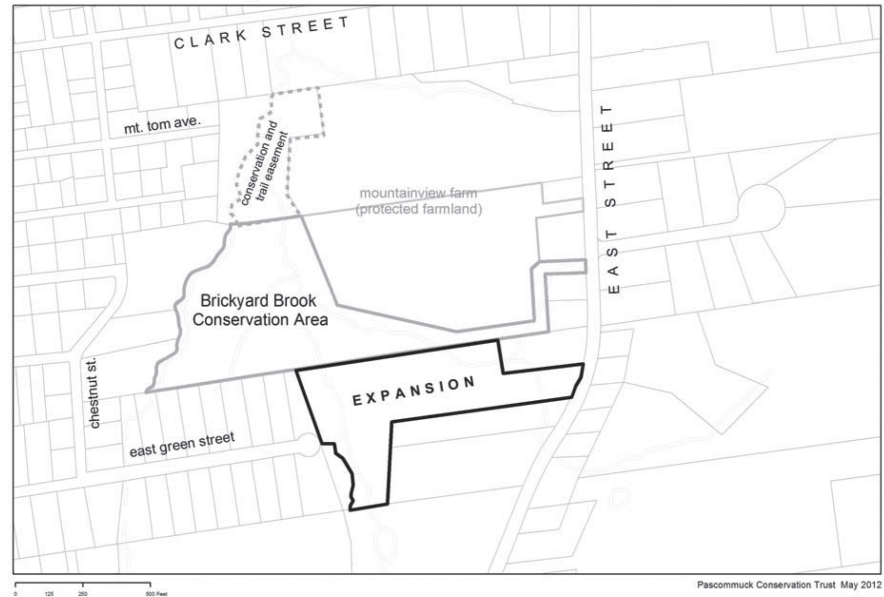 CLARK STREET
mt. tom ave.
conservation and
trail easement
mountainview farm
(protected farmland)
EAST STREET
Brickyard Brook
Conservation Area
EXPANSION
chestnut st.
east green street
0 125 250 500 Feet
Pascommuck Conservation Trust May 2012